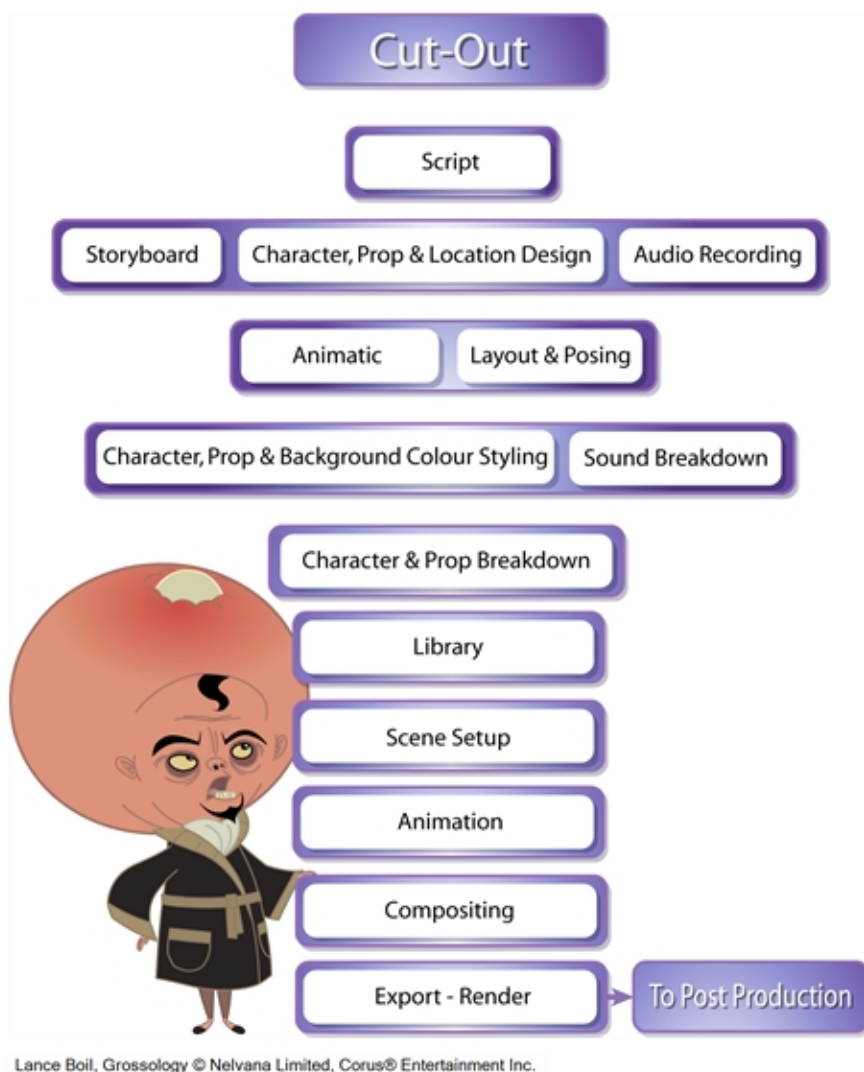 Cut-Out
Script
Storyboard
Character, Prop & Location Design
Audio Recording
Animatic
Layout & Posing
Character, Prop & Background Colour Styling
Sound Breakdown
Character & Prop Breakdown
Library
Scene Setup
Animation
Compositing
Export - Render
To Post Production
Lance Boil, Grossology © Nelvana Limited, Corus® Entertainment Inc.